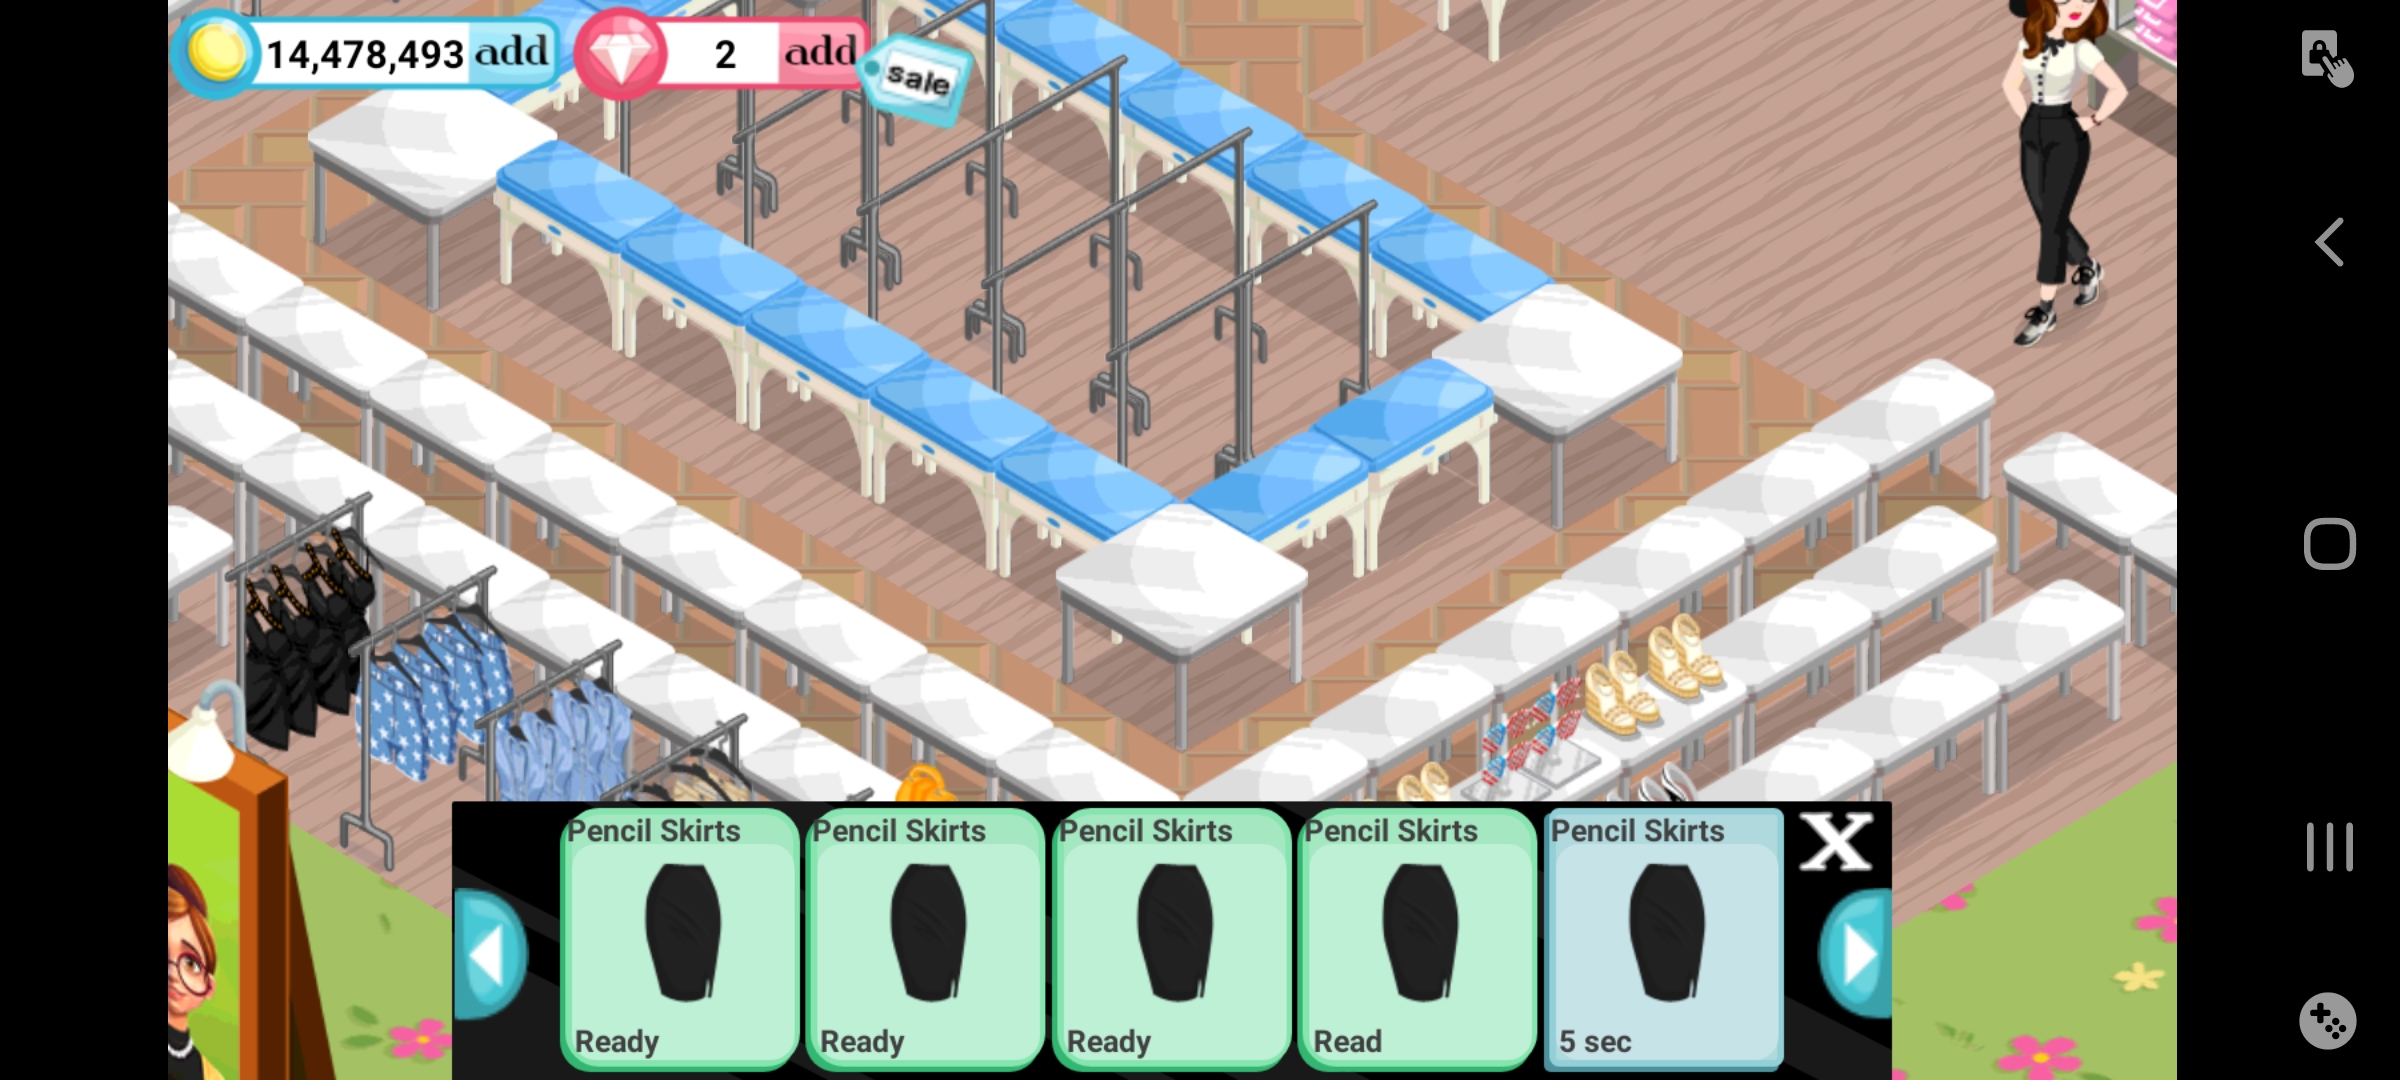 14,478,493 add
2 add
sale
Pencil Skirts
Pencil Skirts
Pencil Skirts
Pencil Skirts
Pencil Skirts
X
Ready
Ready
Ready
Read
5 sec